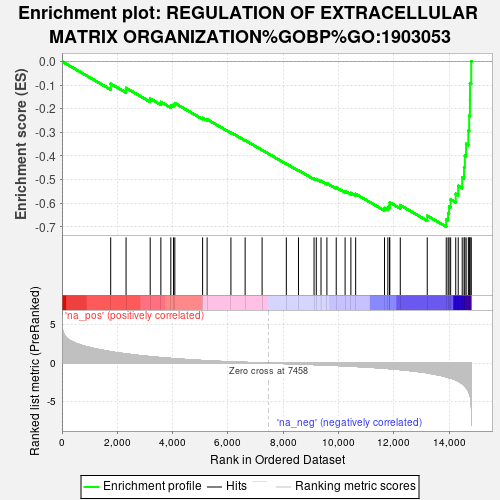 Enrichment plot: REGULATION OF EXTRACELLULAR
MATRIX ORGANIZATION%GOBP%GO:1903053
Enrichment score (ES)
0.0
-0.1
-0.2
-0.3
-0.4
-0.5
-0.6
-0.7
'na_pos' (positively correlated)
Ranked list metric (PreRanked)
5
0
-5
Zero cross at 7458
'na_neg' (negatively correlated)
0
2,000
4,000
6,000
8,000
10,000
12,000
14,000
Rank in Ordered Dataset
Enrichment profile
Hits
Ranking metric scores